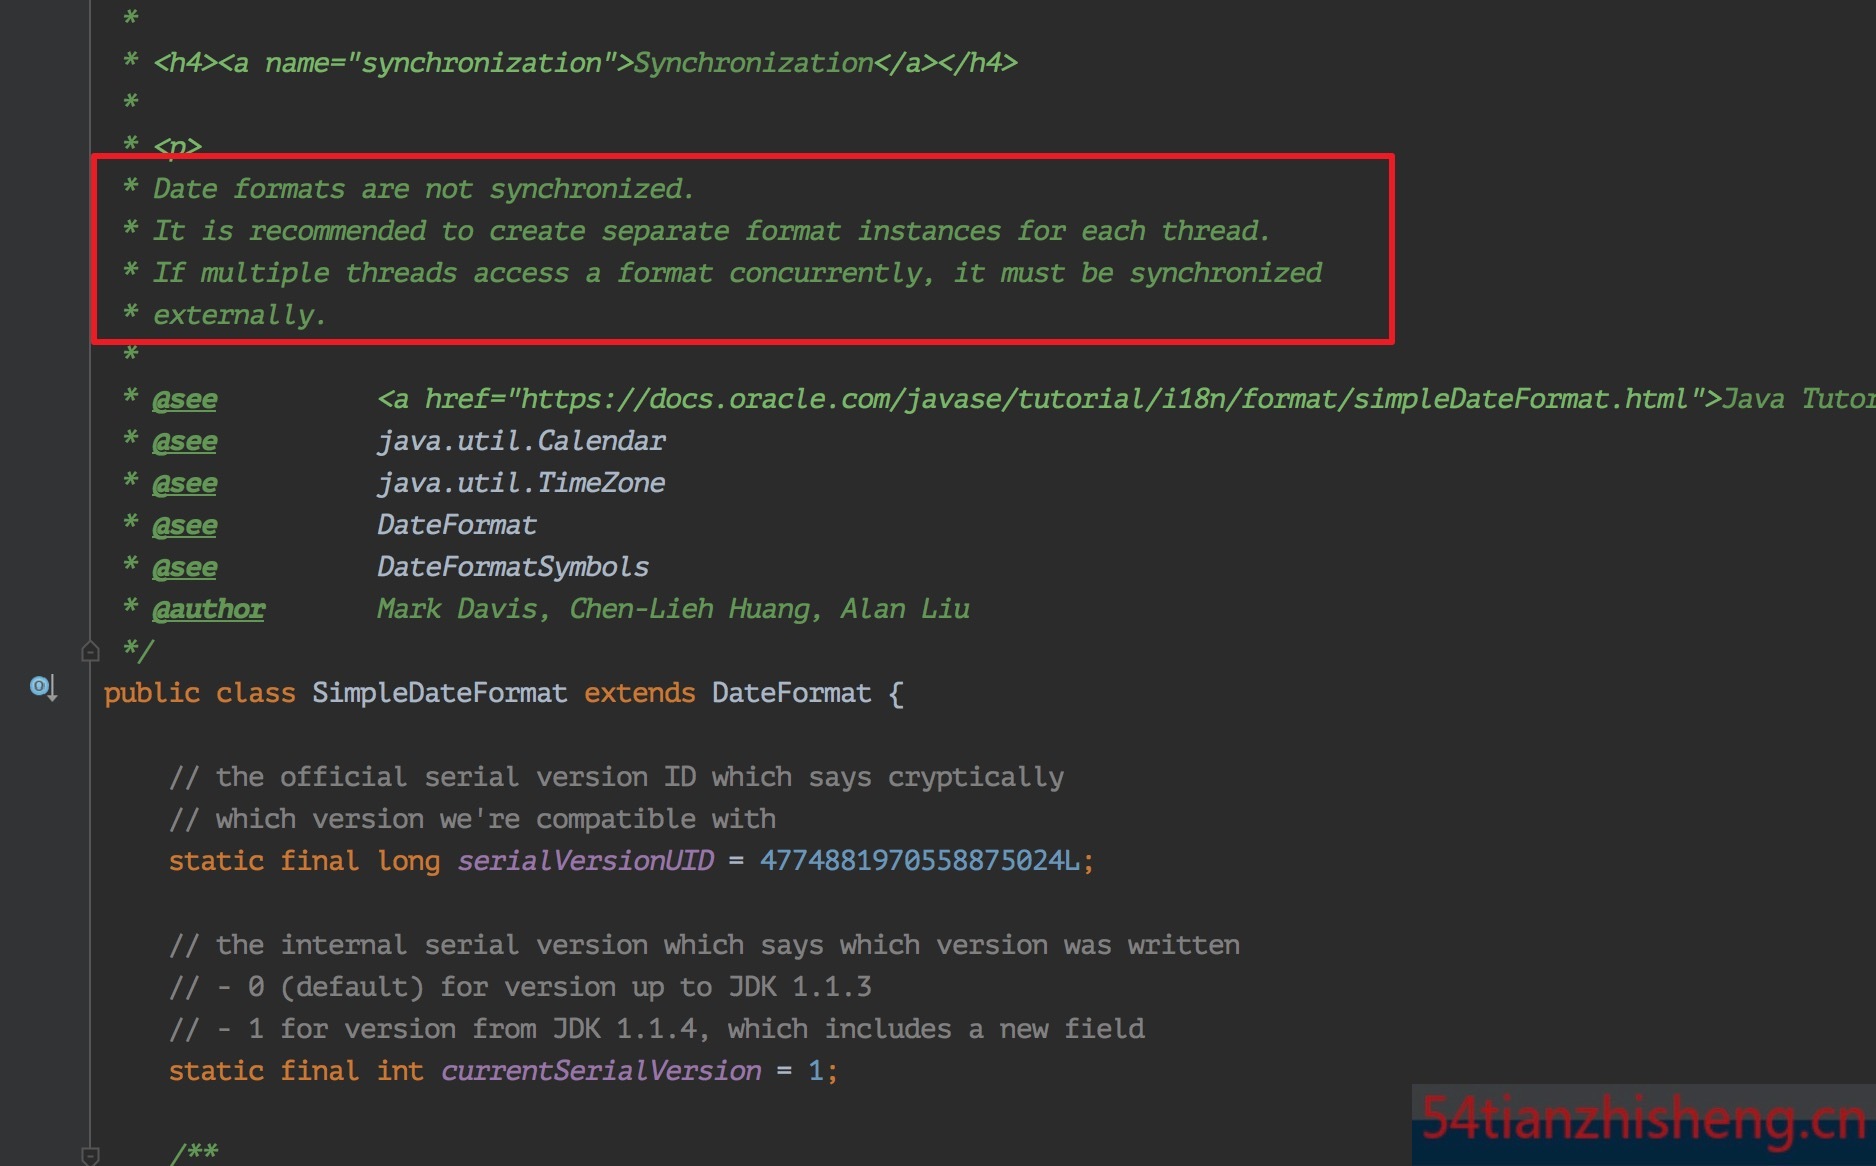 *
* <h4><a name="synchronization">Synchronization</a></h4>
*
* <p>
* Date formats are not synchronized.
* It is recommended to create separate format instances for each thread.
* If multiple threads access a format concurrently, it must be synchronized
* externally.
*
* @see <a href="https://docs.oracle.com/javase/tutorial/i18n/format/simpleDateFormat.html">Java Tutor
* @see java.util.Calendar
* @see java.util.TimeZone
* @see DateFormat
* @see DateFormatSymbols
* @author Mark Davis, Chen-Lieh Huang, Alan Liu
*/
public class SimpleDateFormat extends DateFormat {
// the official serial version ID which says cryptically
// which version we're compatible with
static final long serialVersionUID = 4774881970558875024L;
// the internal serial version which says which version was written
// - 0 (default) for version up to JDK 1.1.3
// - 1 for version from JDK 1.1.4, which includes a new field
static final int currentSerialVersion = 1;
/**
54tianzhisheng.cn